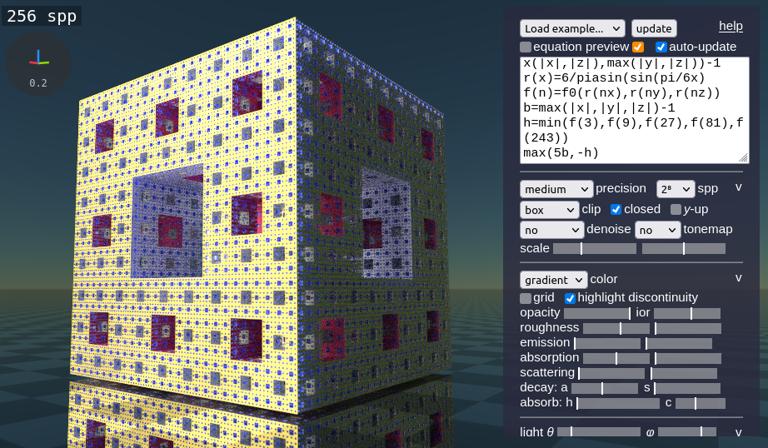 256 spp
0.2
Load example...
update
help
equation preview
auto-update
x(|x|,|z|),max(|y|,|z|))-1
r(x)=6/piasin(sin(pi/6x)
f(n)=f0(r(nx),r(ny),r(nz))
b=max(|x|,|y|,|z|)-1
h=min(f(3),f(9),f(27),f(81),f
(243))
max(5b,-h)
medium precision 2⁸ spp v
box clip closed y-up
no denoise no tonemap
scale
gradient color v
grid highlight discontinuity
opacity ior
roughness
emission
absorption
scattering
decay: a s
absorb: h c
light θ φ v